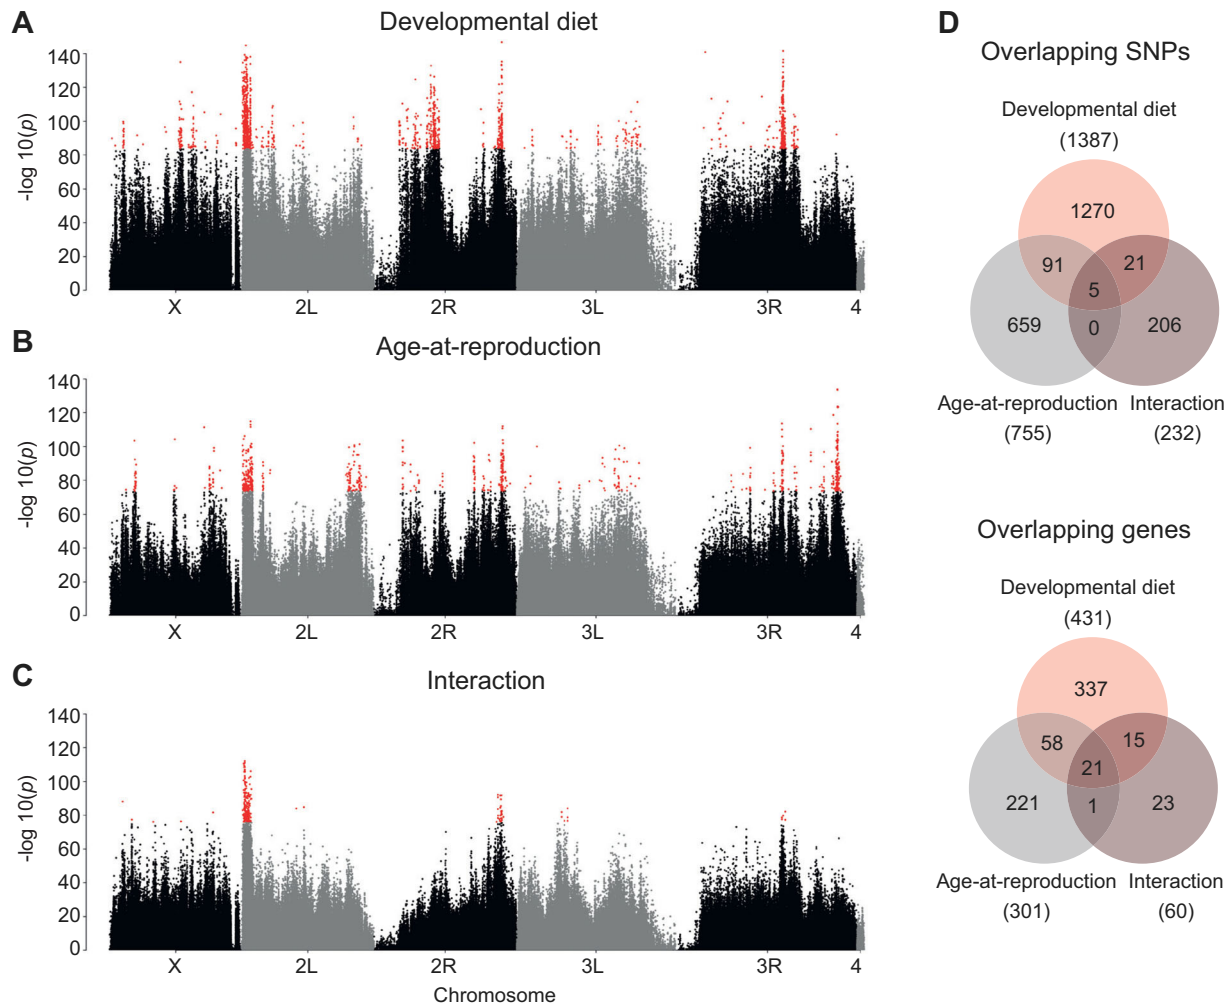 A
Developmental diet
-log 10(p)
140
120
100
80
60
40
20
0
X 2L 2R 3L 3R 4
B
Age-at-reproduction
-log 10(p)
140
120
100
80
60
40
20
0
X 2L 2R 3L 3R 4
C
Interaction
-log 10(p)
140
120
100
80
60
40
20
0
X 2L 2R 3L 3R 4
Chromosome
D
Overlapping SNPs
Developmental diet
(1387)
1270
91 21
5
659 0 206
Age-at-reproduction Interaction
(755) (232)
Overlapping genes
Developmental diet
(431)
337
58 15
21
221 1 23
Age-at-reproduction Interaction
(301) (60)